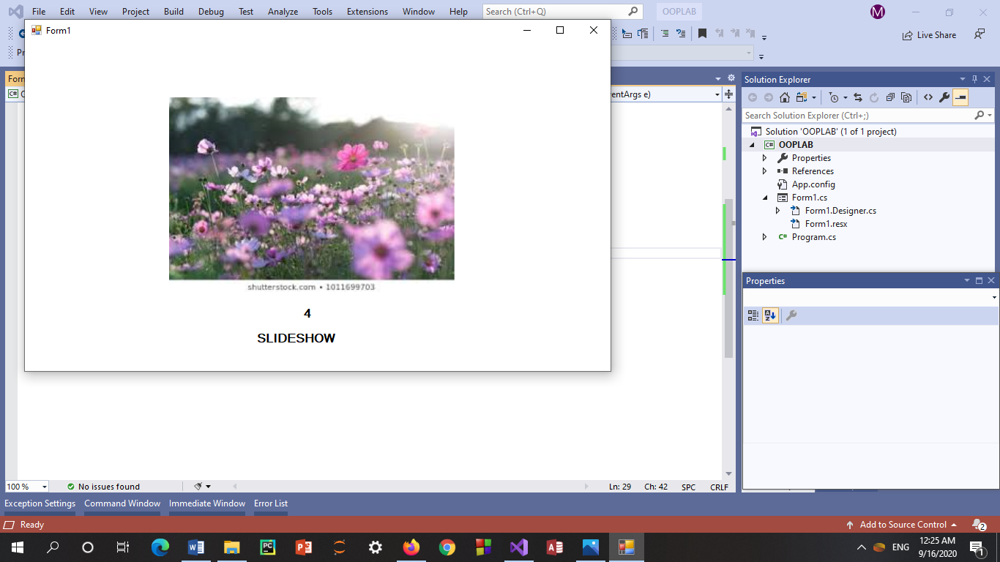 File Edit View Project Build Debug Test Analyze Tools Extensions Window Help Search (Ctrl+Q) OOPLAB M
Form1
Live Share
Form
Solution Explorer
entArgs e)
Search Solution Explorer (Ctrl+;)
Solution 'OOPLAB' (1 of 1 project)
C# OOPLAB
Properties
References
App.config
Form1.cs
Form1.Designer.cs
Form1.resx
C# Program.cs
shutterstock.com • 1011699703
4
SLIDESHOW
Properties
100 % No issues found Ln: 29 Ch: 42 SPC CRLF
Exception Settings Command Window Immediate Window Error List
Ready Add to Source Control 2
ENG 12:25 AM
9/16/2020 1